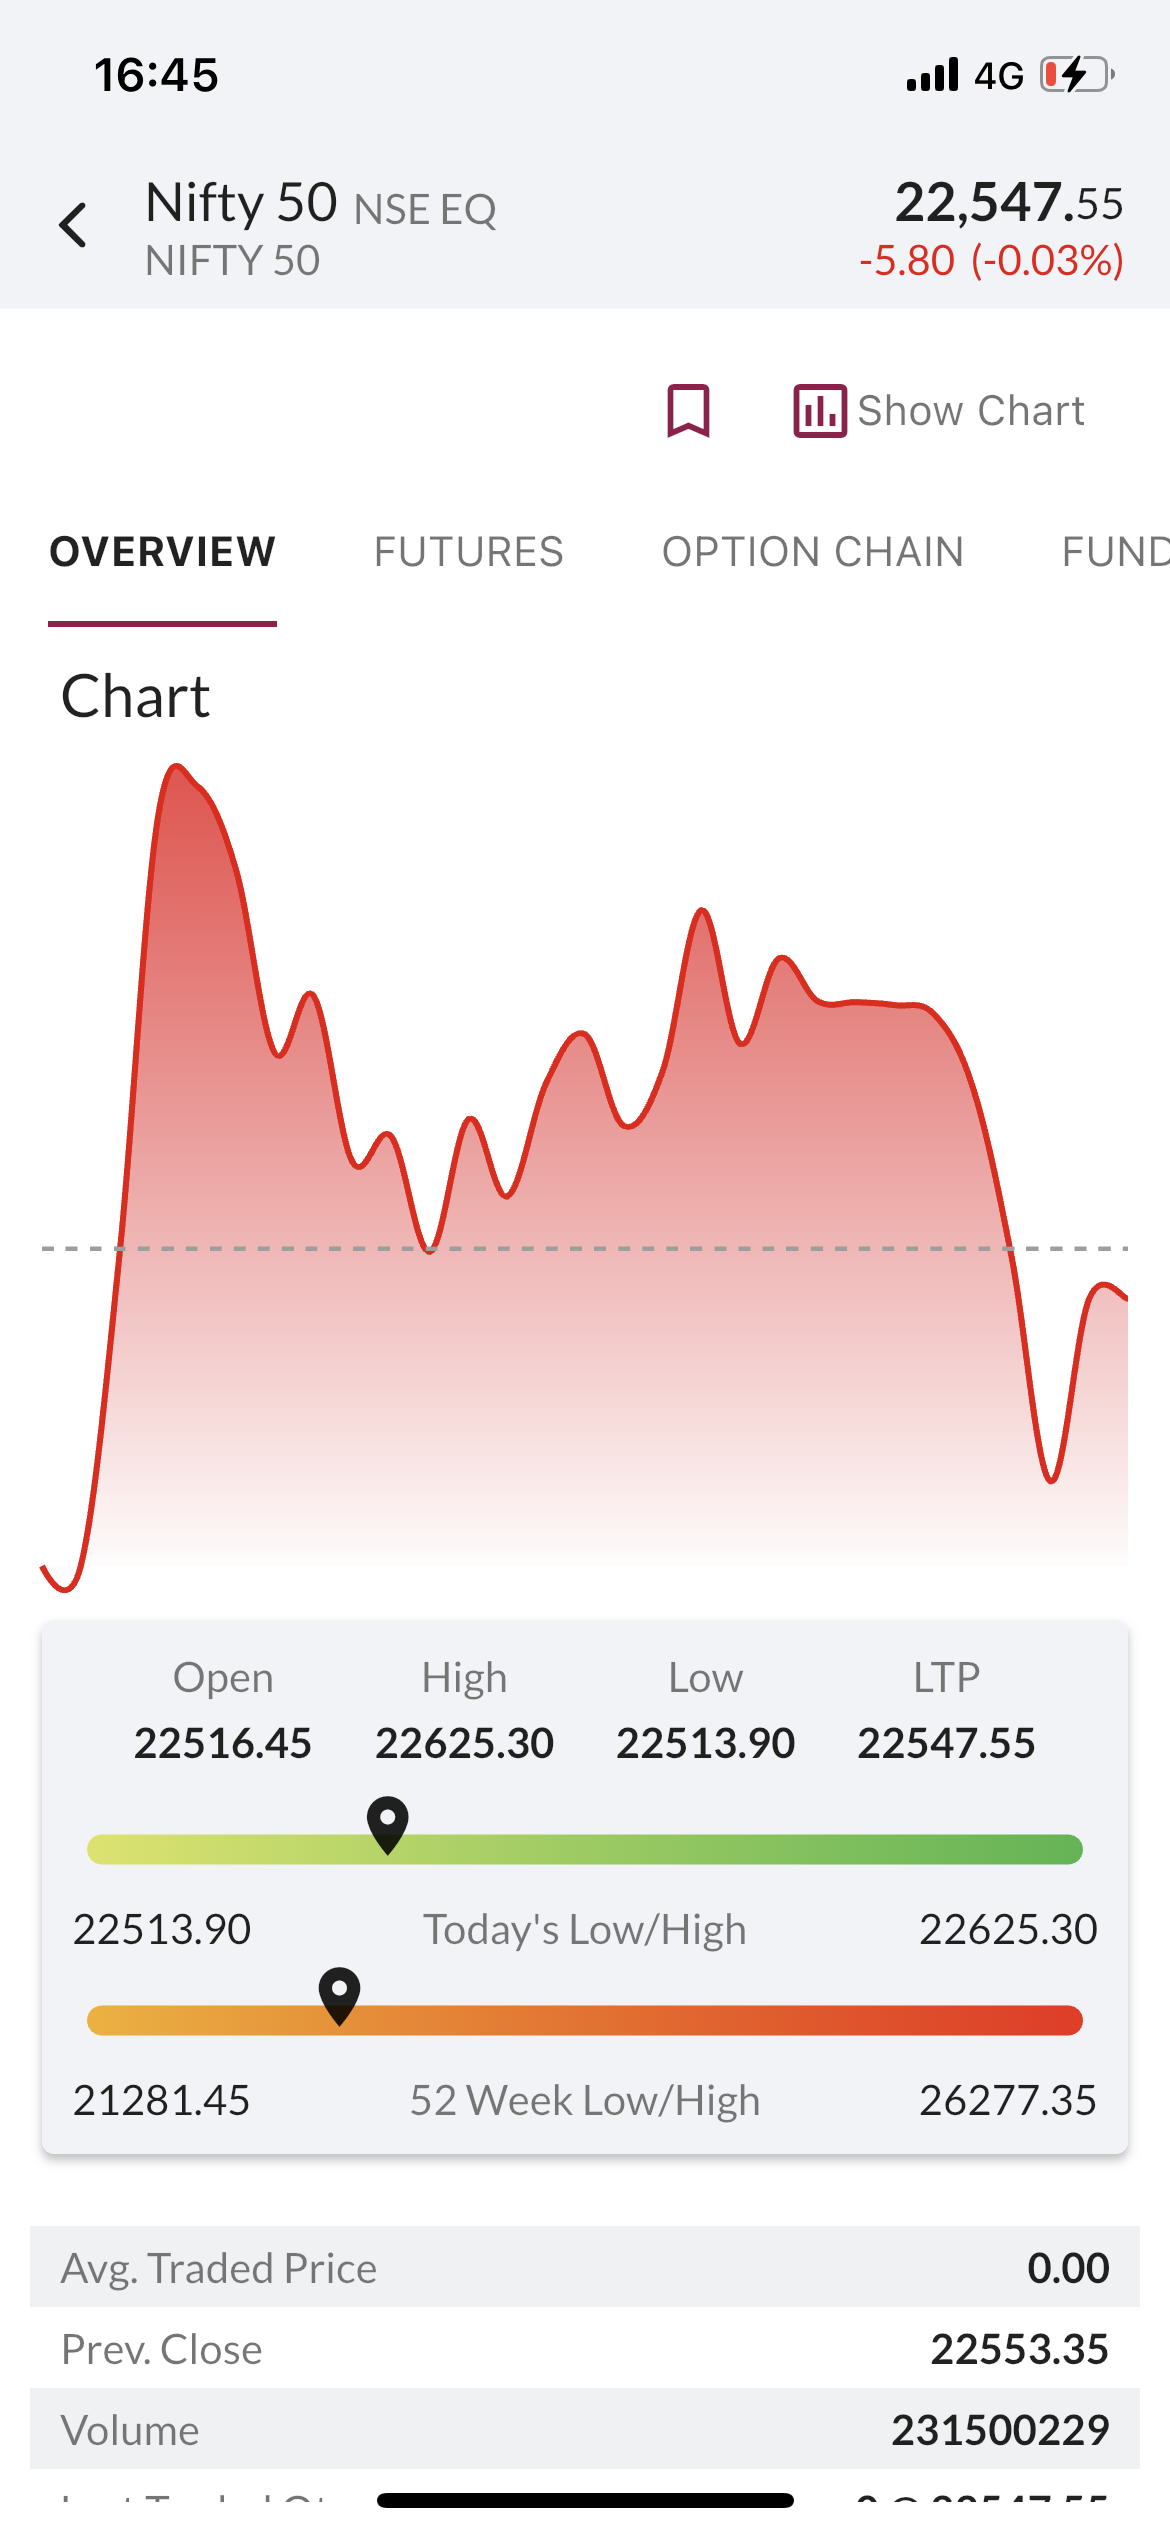 16:45
4G
Nifty 50 NSE EQ
22,547.55
NIFTY 50
-5.80 (-0.03%)
Show Chart
OVERVIEW FUTURES OPTION CHAIN FUND
Chart
Open High Low LTP
22516.45 22625.30 22513.90 22547.55
22513.90 Today's Low/High 22625.30
21281.45 52 Week Low/High 26277.35
Avg. Traded Price 0.00
Prev. Close 22553.35
Volume 231500229